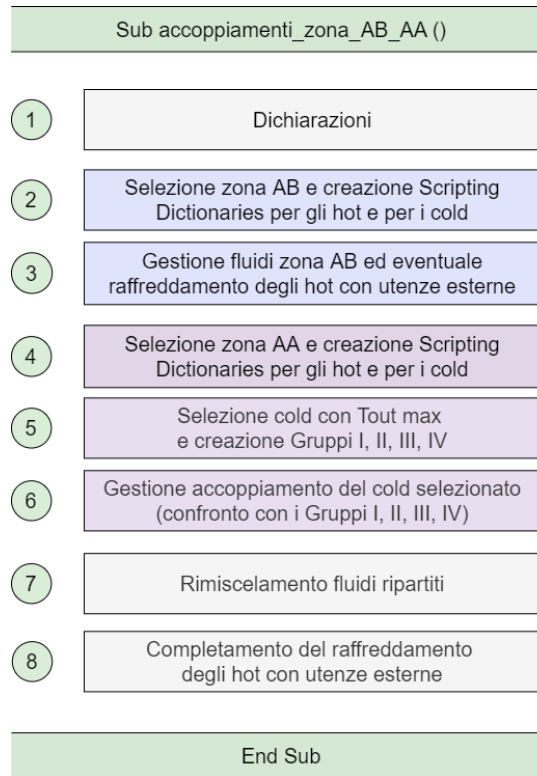 Sub accoppiamenti_zona_AB_AA ()
1
Dichiarazioni
2
Selezione zona AB e creazione Scripting
Dictionaries per gli hot e per i cold
3
Gestione fluidi zona AB ed eventuale
raffreddamento degli hot con utenze esterne
4
Selezione zona AA e creazione Scripting
Dictionaries per gli hot e per i cold
5
Selezione cold con Tout max
e creazione Gruppi I, II, III, IV
6
Gestione accoppiamento del cold selezionato
(confronto con i Gruppi I, II, III, IV)
7
Rimiscelamento fluidi ripartiti
8
Completamento del raffreddamento
degli hot con utenze esterne
End Sub